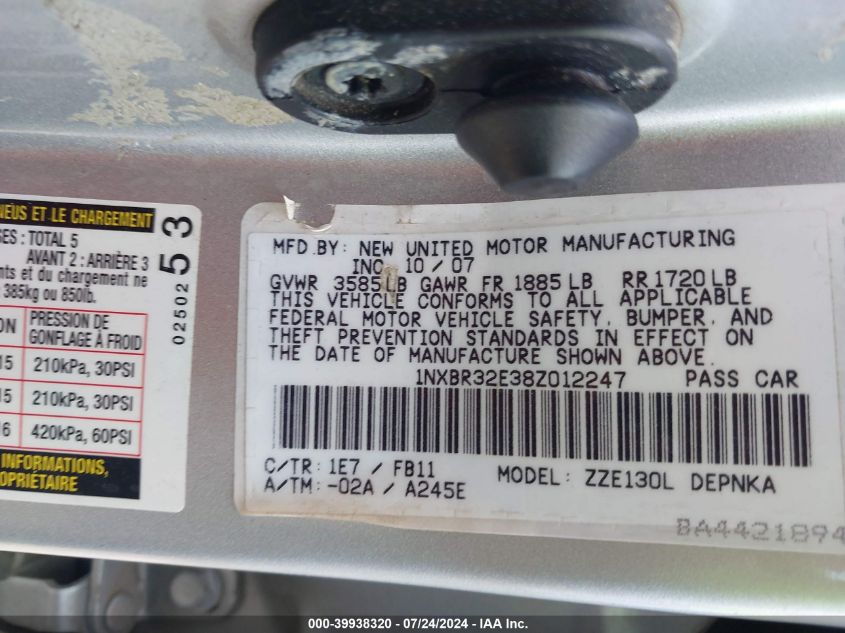 NEUS ET LE CHARGEMENT
SES : TOTAL 5
AVANT 2 : ARRIÈRE 3
nts et du chargement ne
385kg ou 850lb.
ON PRESSION DE GONFLAGE À FROID
15 210kPa, 30PSI
15 210kPa, 30PSI
16 420kPa, 60PSI
INFORMATIONS,
OPRIÉTAIRE
02502 53
MFD.BY: NEW UNITED MOTOR MANUFACTURING
INC. 10/07
GVWR 3585LB GAWR FR 1885LB RR1720LB
THIS VEHICLE CONFORMS TO ALL APPLICABLE
FEDERAL MOTOR VEHICLE SAFETY, BUMPER, AND
THEFT PREVENTION STANDARDS IN EFFECT ON
THE DATE OF MANUFACTURE SHOWN ABOVE.
1NXBR32E38Z012247 PASS CAR
C/TR: 1E7 / FB11
A/TM: -02A / A245E
MODEL: ZZE130L DEPNKA
BA4421894
000-39938320 - 07/24/2024 - IAA Inc.